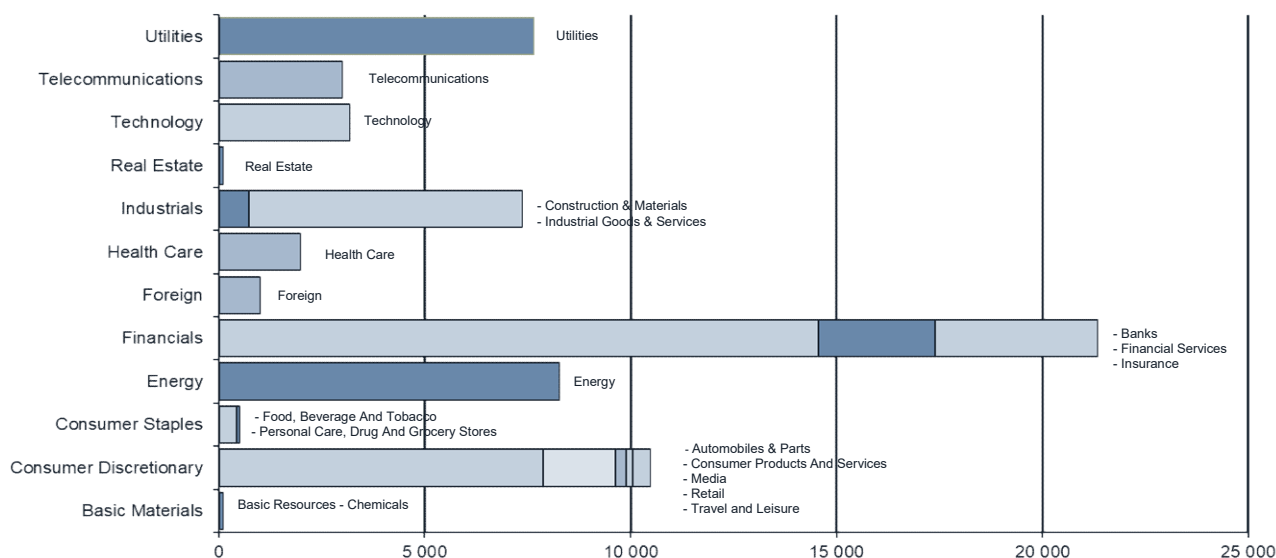 Utilities
Utilities
Telecommunications
Telecommunications
Technology
Technology
Real Estate
Real Estate
Industrials
- Construction & Materials
- Industrial Goods & Services
Health Care
Health Care
Foreign
Foreign
Financials
- Banks
- Financial Services
- Insurance
Energy
Energy
Consumer Staples
- Food, Beverage And Tobacco
- Personal Care, Drug And Grocery Stores
Consumer Discretionary
- Automobiles & Parts
- Consumer Products And Services
- Media
- Retail
- Travel and Leisure
Basic Materials
Basic Resources - Chemicals
0 5 000 10 000 15 000 20 000 25 000